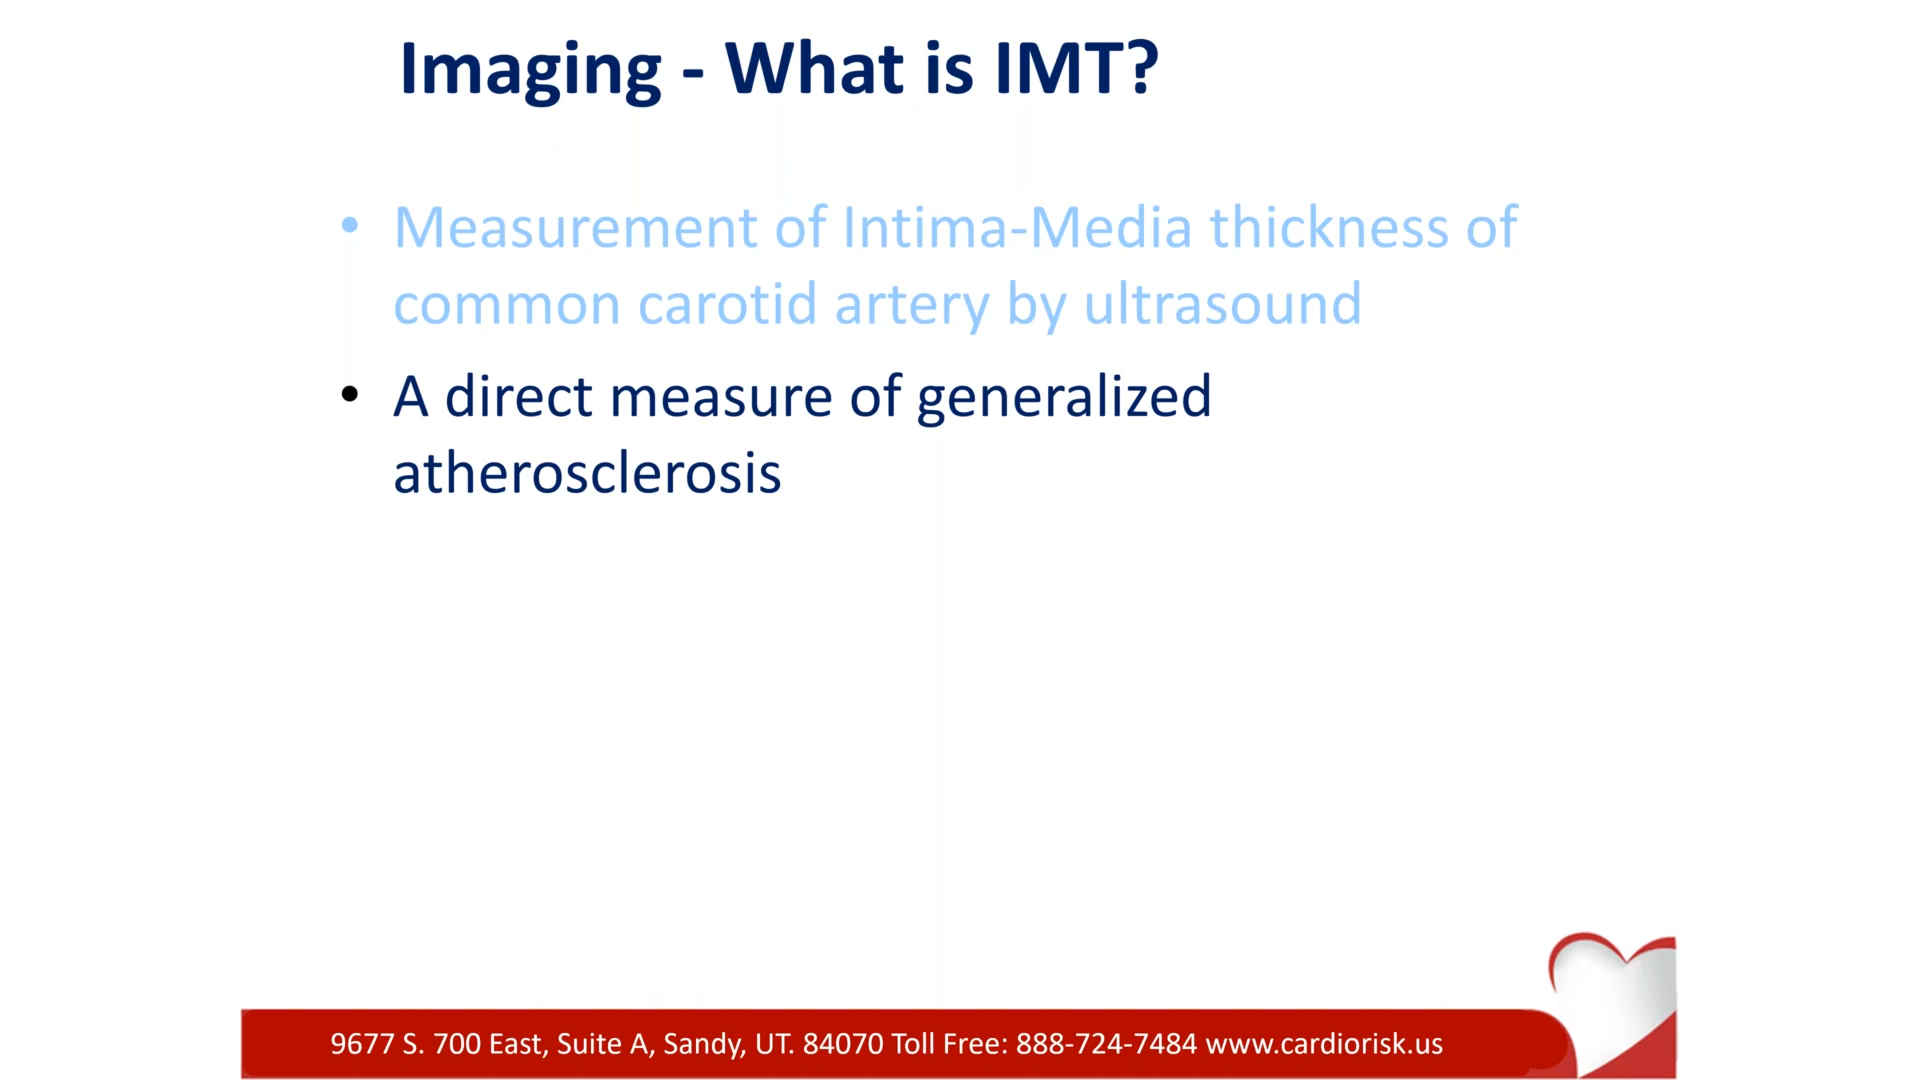 Imaging - What is IMT?
• Measurement of Intima-Media thickness of
common carotid artery by ultrasound
• A direct measure of generalized
atherosclerosis
9677 S. 700 East, Suite A, Sandy, UT. 84070 Toll Free: 888-724-7484 www.cardiorisk.us